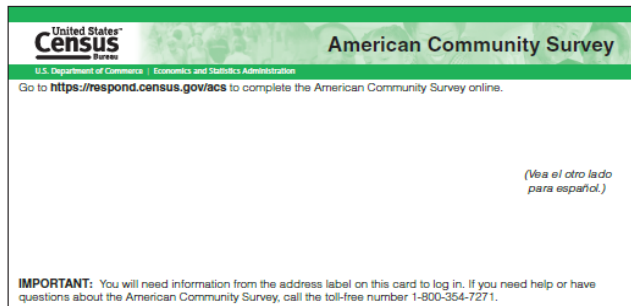 United States™
Census
Bureau
American Community Survey
U.S. Department of Commerce | Economics and Statistics Administration
Go to https://respond.census.gov/acs to complete the American Community Survey online.
(Vea el otro lado
para español.)
IMPORTANT: You will need information from the address label on this card to log in. If you need help or have
questions about the American Community Survey, call the toll-free number 1-800-354-7271.